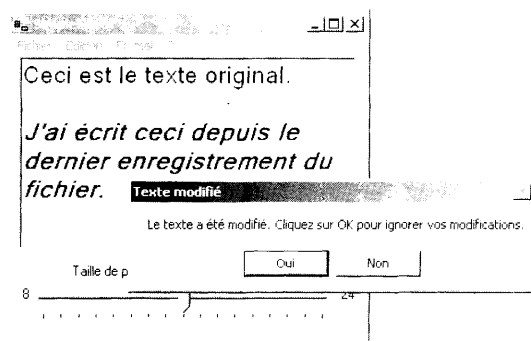 Ceci est le texte original.
J'ai écrit ceci depuis le
dernier enregistrement du
fichier.
Texte modifié
Le texte a été modifié. Cliquez sur OK pour ignorer vos modifications.
Oui Non
Taille de p
8 24